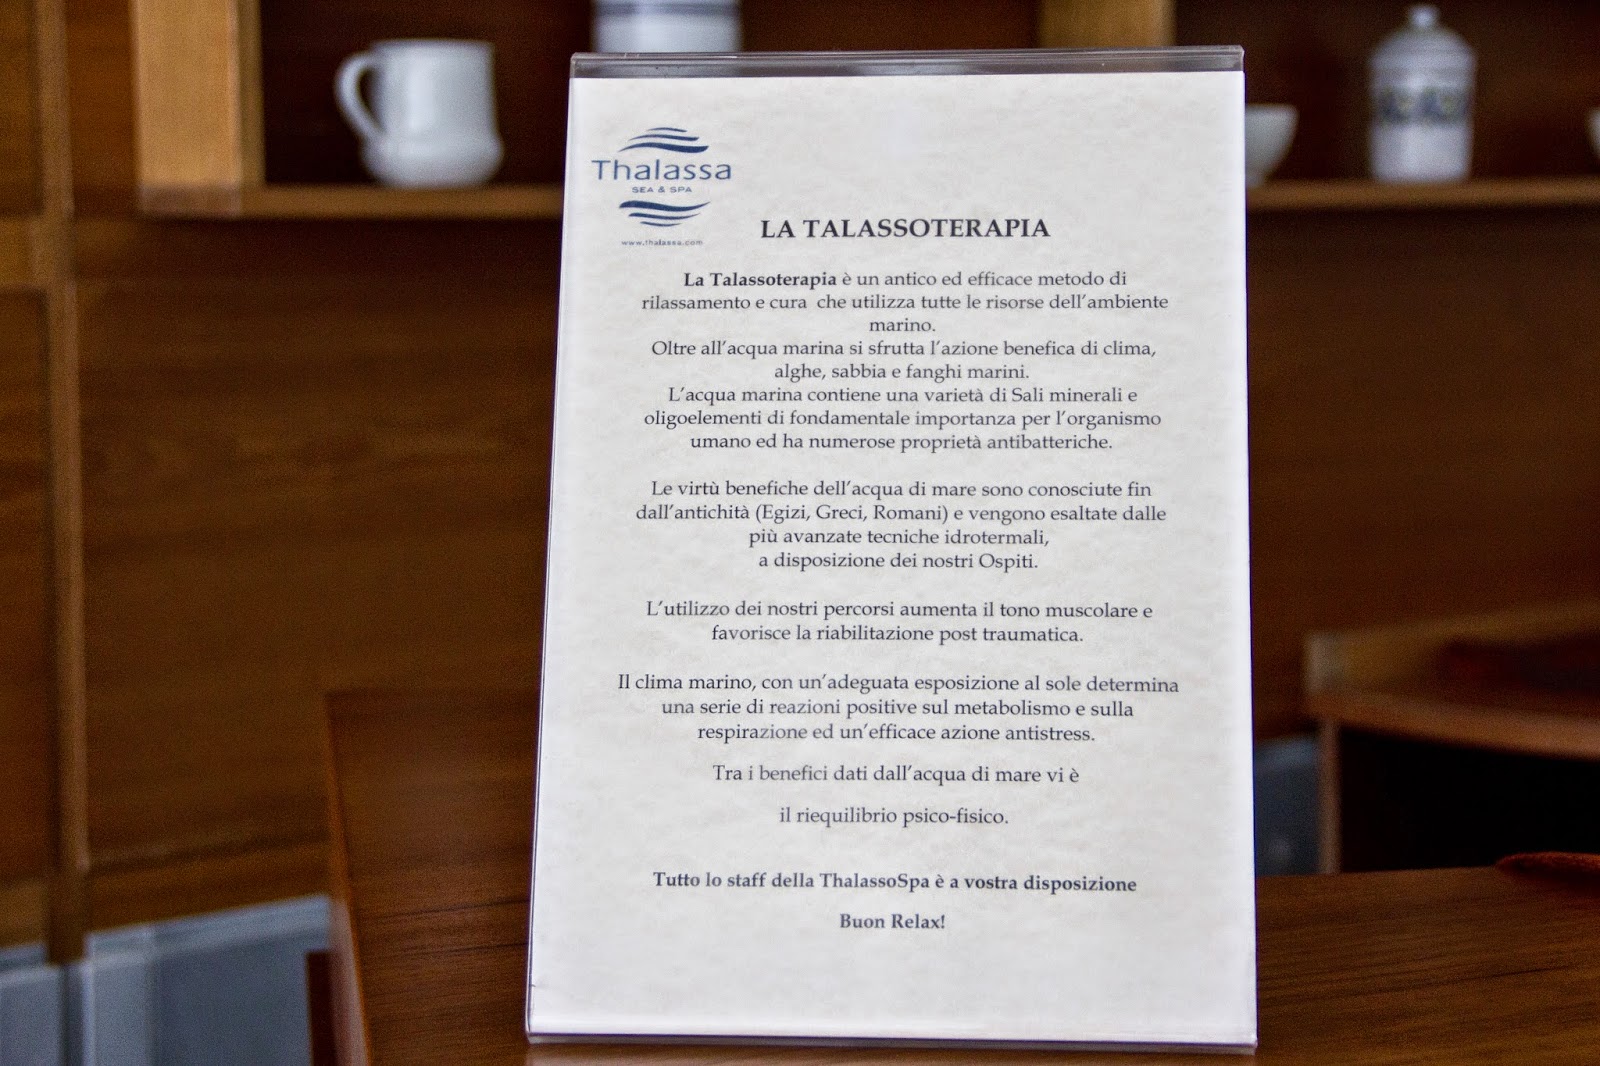 Thalassa
SEA & SPA
www.thalassa.com
LA TALASSOTERAPIA
La Talassoterapia è un antico ed efficace metodo di
rilassamento e cura che utilizza tutte le risorse dell'ambiente
marino.
Oltre all'acqua marina si sfrutta l'azione benefica di clima,
alghe, sabbia e fanghi marini.
L'acqua marina contiene una varietà di Sali minerali e
oligoelementi di fondamentale importanza per l'organismo
umano ed ha numerose proprietà antibatteriche.
Le virtù benefiche dell'acqua di mare sono conosciute fin
dall'antichità (Egizi, Greci, Romani) e vengono esaltate dalle
più avanzate tecniche idrotermali,
a disposizione dei nostri Ospiti.
L'utilizzo dei nostri percorsi aumenta il tono muscolare e
favorisce la riabilitazione post traumatica.
Il clima marino, con un'adeguata esposizione al sole determina
una serie di reazioni positive sul metabolismo e sulla
respirazione ed un'efficace azione antistress.
Tra i benefici dati dall'acqua di mare vi è
il riequilibrio psico-fisico.
Tutto lo staff della ThalassoSpa è a vostra disposizione
Buon Relax!